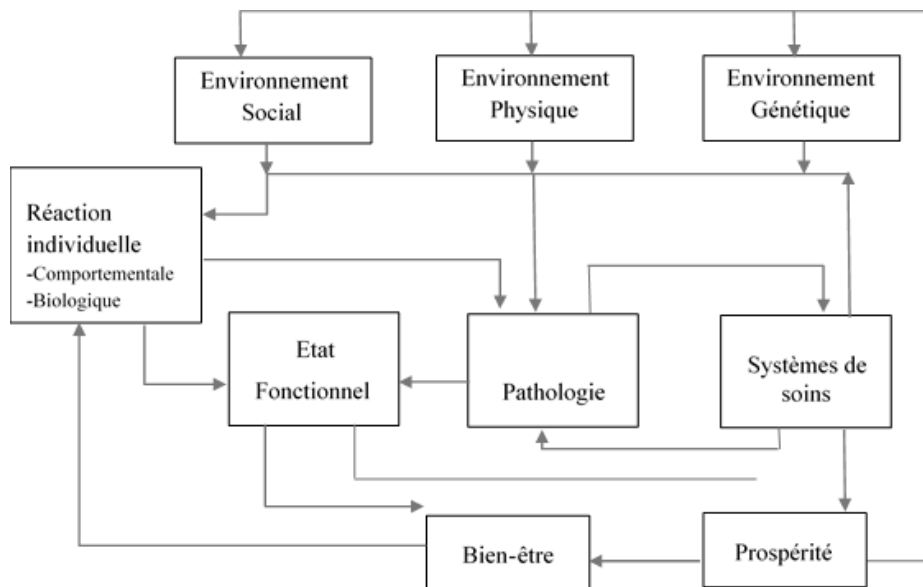 Environnement
Social
Environnement
Physique
Environnement
Génétique
Réaction
individuelle
-Comportementale
-Biologique
Etat
Fonctionnel
Pathologie
Systèmes de
soins
Bien-être
Prospérité